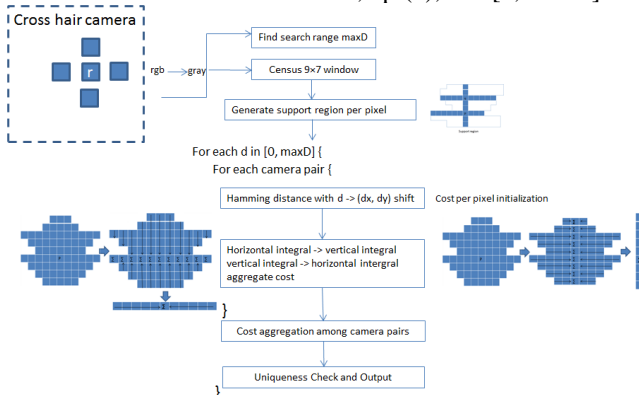 Cross hair camera
r
rgb
gray
Find search range maxD
Census 9×7 window
Generate support region per pixel
Support region
For each d in [0, maxD] {
For each camera pair {
Hamming distance with d -> (dx, dy) shift
Cost per pixel initialization
Horizontal integral -> vertical integral
vertical integral -> horizontal intergral
aggregate cost
}
Cost aggregation among camera pairs
Uniqueness Check and Output
}